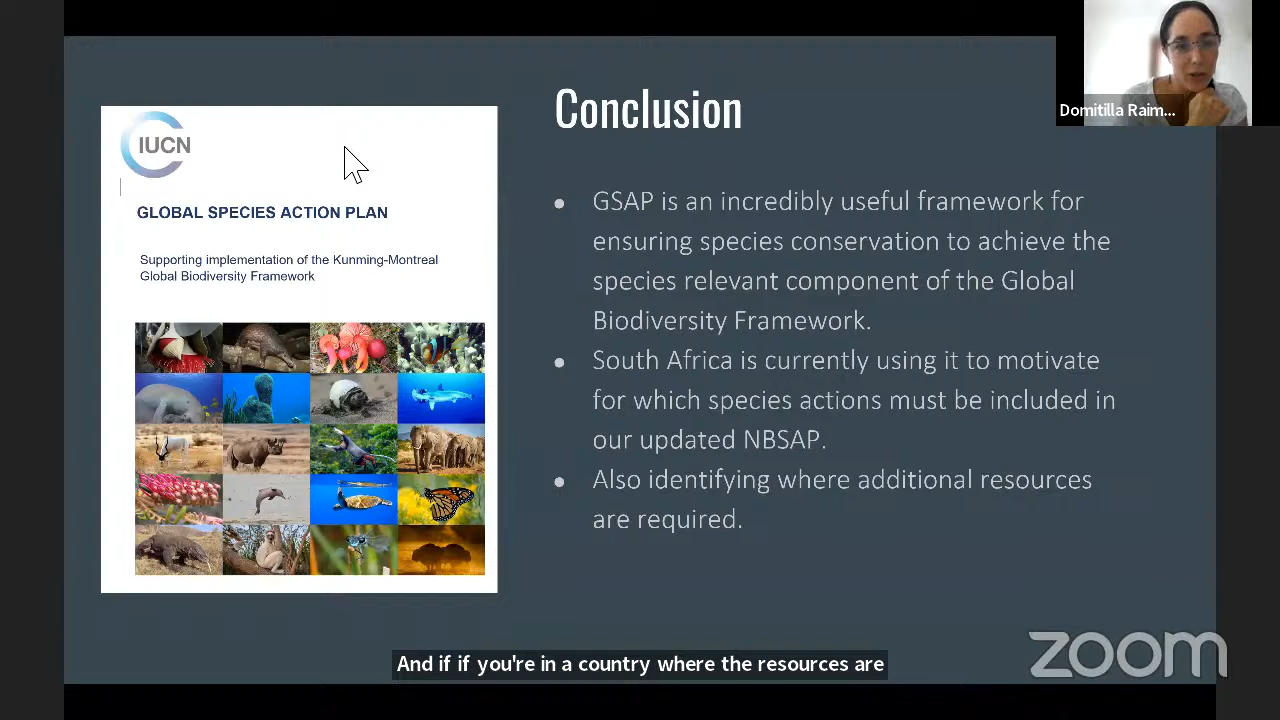 Domitilla Raim...
Conclusion
IUCN
GLOBAL SPECIES ACTION PLAN
Supporting implementation of the Kunming-Montreal
Global Biodiversity Framework
• GSAP is an incredibly useful framework for
ensuring species conservation to achieve the
species relevant component of the Global
Biodiversity Framework.
• South Africa is currently using it to motivate
for which species actions must be included in
our updated NBSAP.
• Also identifying where additional resources
are required.
And if if you're in a country where the resources are
zoom